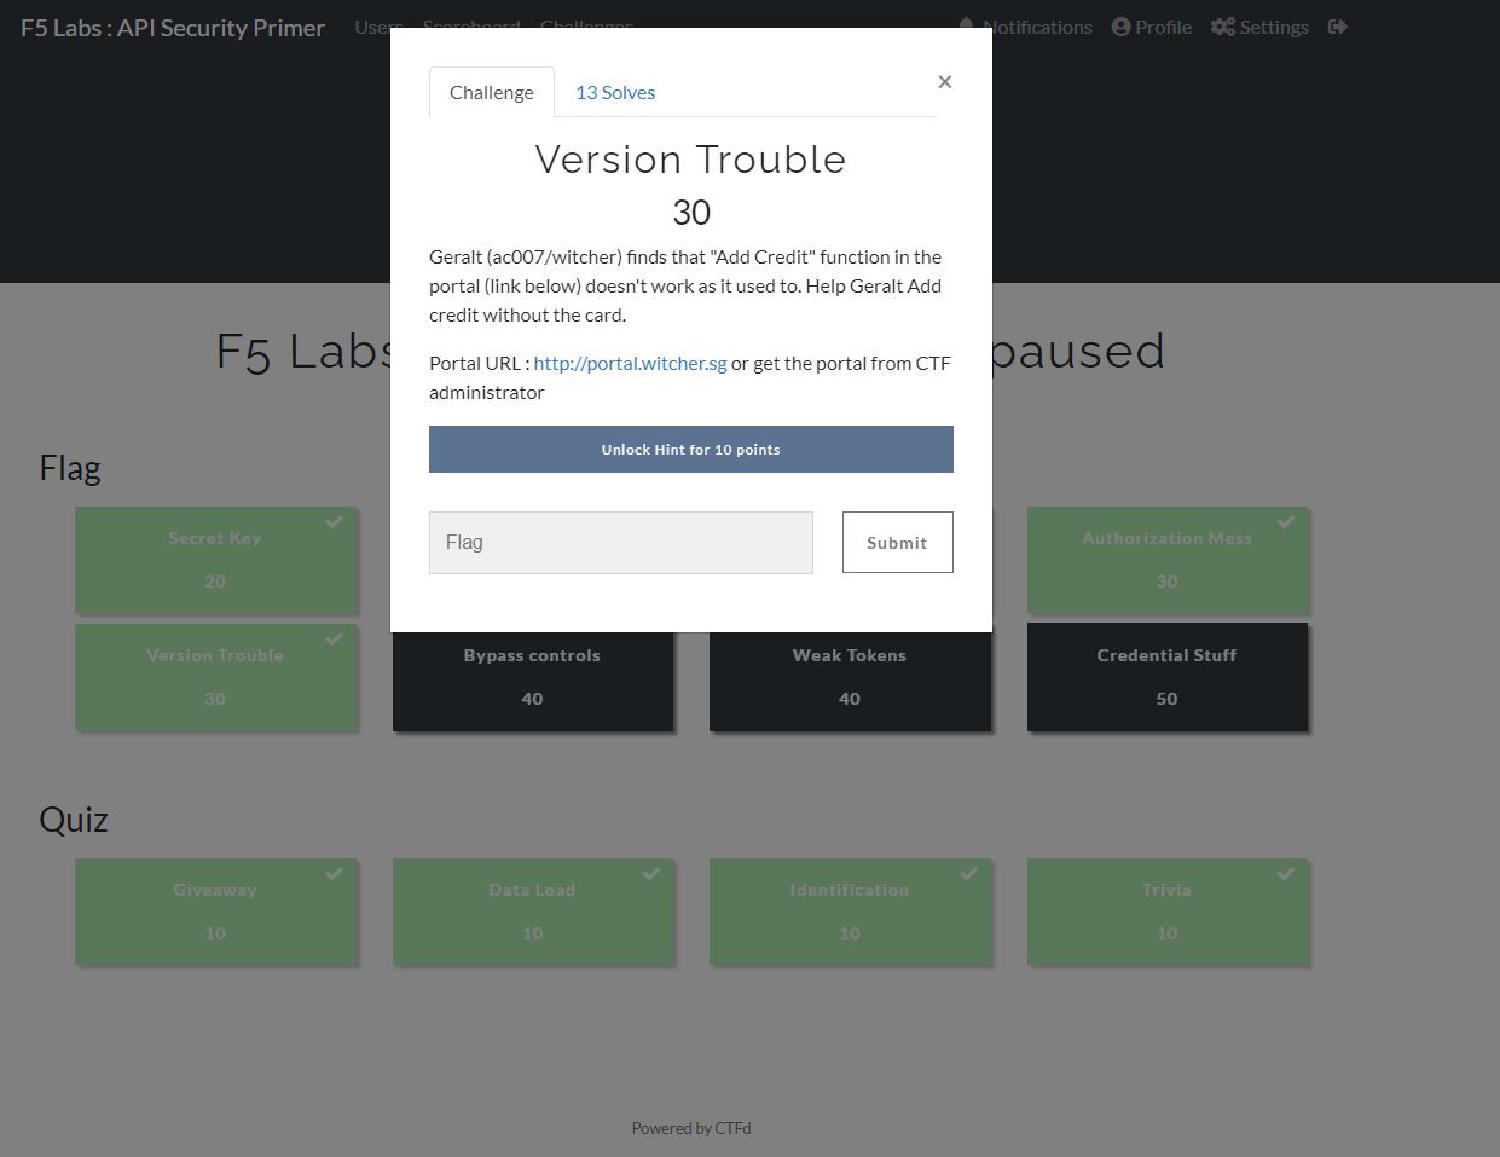 F5 Labs : API Security Primer Users Scoreboard Challenges Notifications Profile Settings
Challenge 13 Solves ×
Version Trouble
30
Geralt (ac007/witcher) finds that "Add Credit" function in the
portal (link below) doesn't work as it used to. Help Geralt Add
credit without the card.
Portal URL : http://portal.witcher.sg or get the portal from CTF
administrator
Unlock Hint for 10 points
Flag Submit
F5 Labs paused
Flag
Secret Key
20
Authorization Mess
30
Version Trouble
30
Bypass controls
40
Weak Tokens
40
Credential Stuff
50
Quiz
Giveaway
10
Data Load
10
Identification
10
Trivia
10
Powered by CTFd